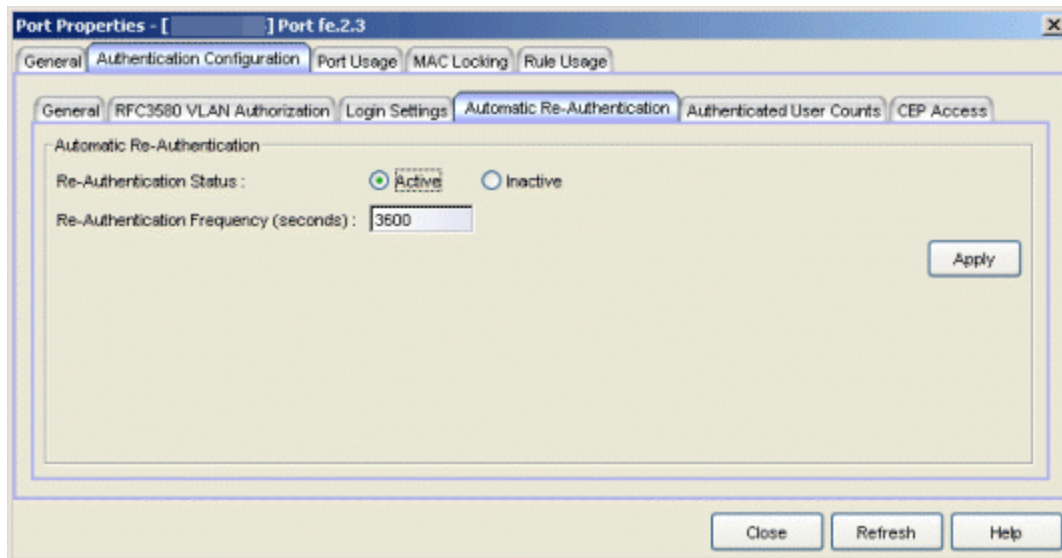 Port Properties - [ ] Port fe.2.3
General Authentication Configuration Port Usage MAC Locking Rule Usage
General RFC3580 VLAN Authorization Login Settings Automatic Re-Authentication Authenticated User Counts CEP Access
Automatic Re-Authentication
Re-Authentication Status : Active Inactive
Re-Authentication Frequency (seconds) : 3600
Apply
Close Refresh Help